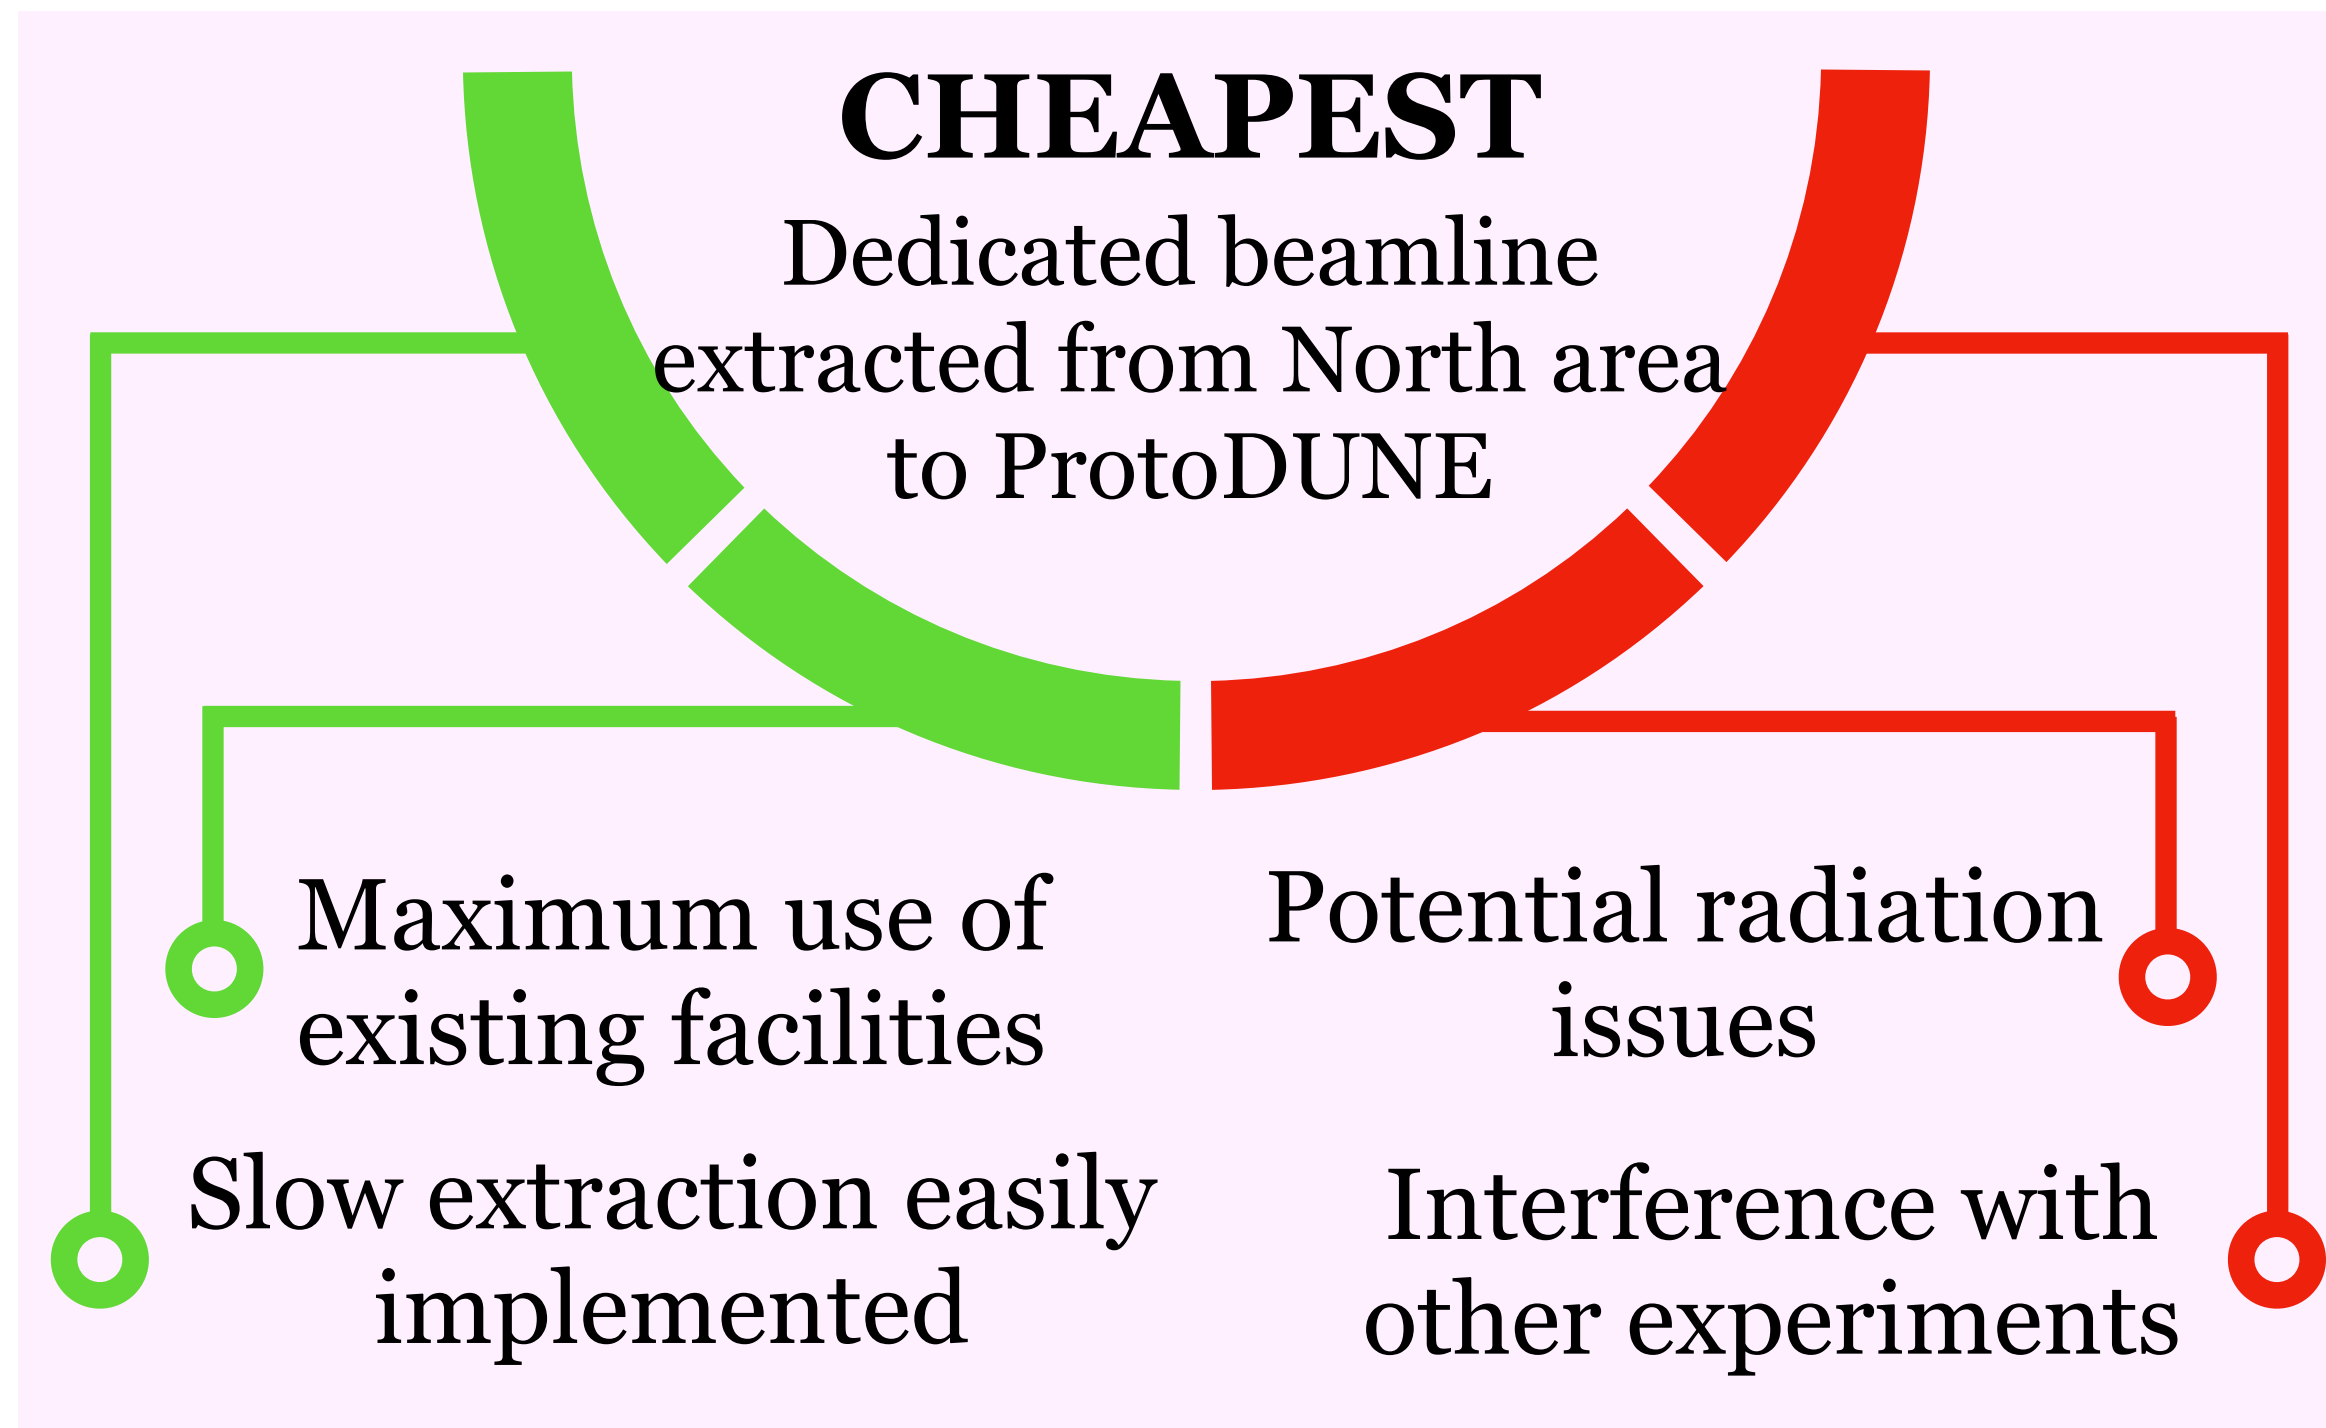 CHEAPEST
Dedicated beamline
extracted from North area
to ProtoDUNE
Maximum use of
existing facilities
Slow extraction easily
implemented
Potential radiation
issues
Interference with
other experiments